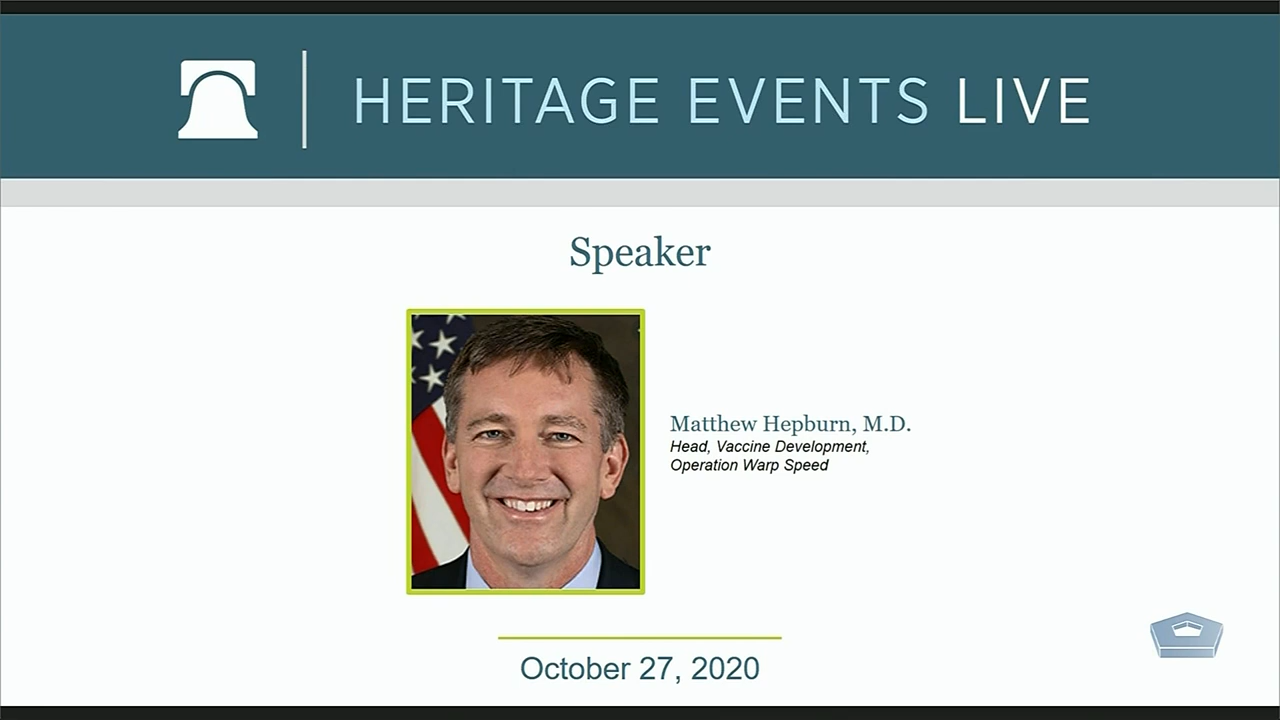 HERITAGE EVENTS LIVE
Speaker
Matthew Hepburn, M.D.
Head, Vaccine Development,
Operation Warp Speed
October 27, 2020